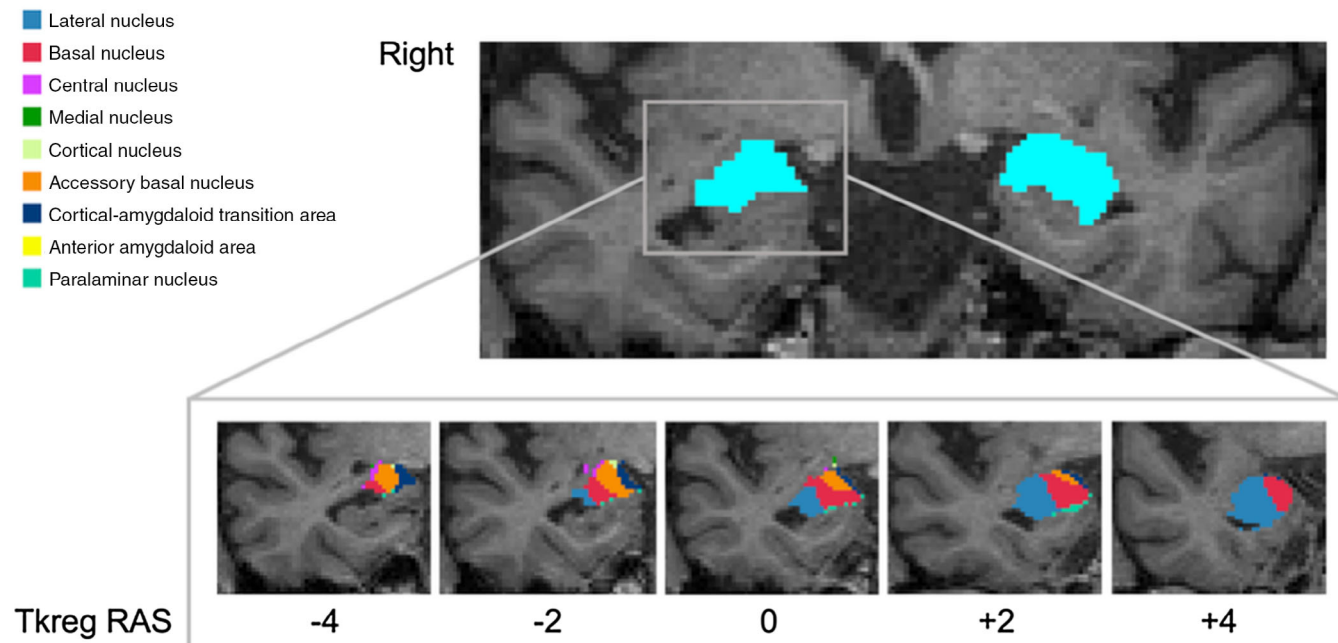 Lateral nucleus
Basal nucleus
Central nucleus
Medial nucleus
Cortical nucleus
Accessory basal nucleus
Cortical-amygdaloid transition area
Anterior amygdaloid area
Paralaminar nucleus
Right
Tkreg RAS -4 -2 0 +2 +4